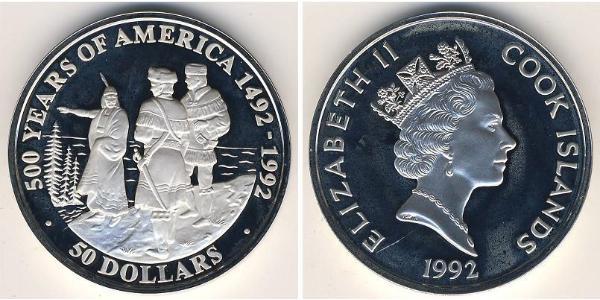 500 YEARS OF AMERICA 1492-1992
· 50 DOLLARS ·
ELIZABETH II
COOK ISLANDS
1992